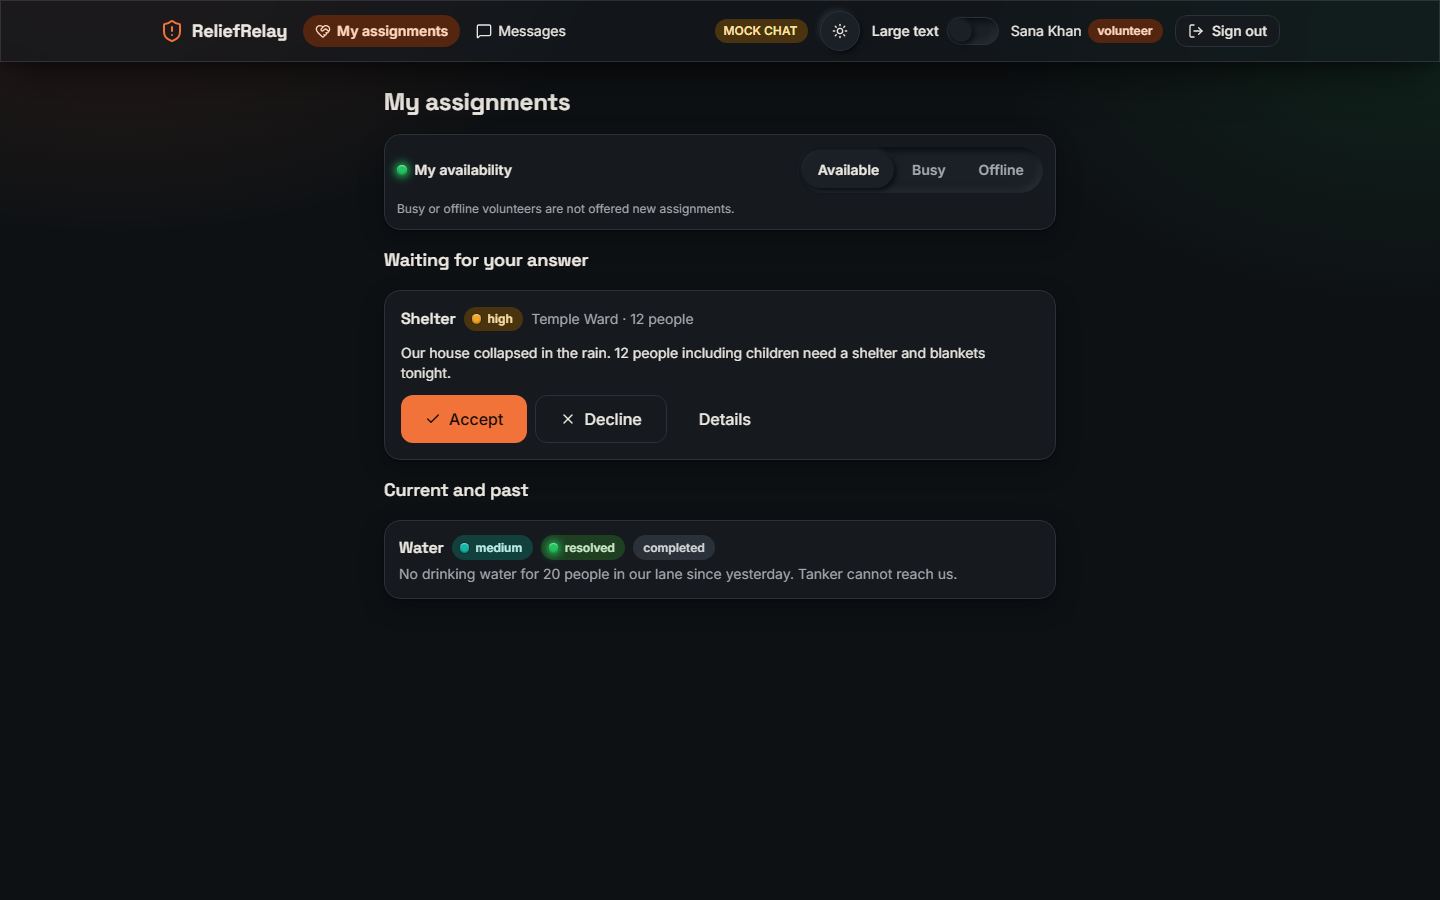 ReliefRelay
My assignments
Messages
MOCK CHAT
Large text
Sana Khan
volunteer
Sign out
My assignments
My availability
Available
Busy
Offline
Busy or offline volunteers are not offered new assignments.
Waiting for your answer
Shelter
high
Temple Ward · 12 people
Our house collapsed in the rain. 12 people including children need a shelter and blankets
tonight.
Accept
Decline
Details
Current and past
Water
medium
resolved
completed
No drinking water for 20 people in our lane since yesterday. Tanker cannot reach us.